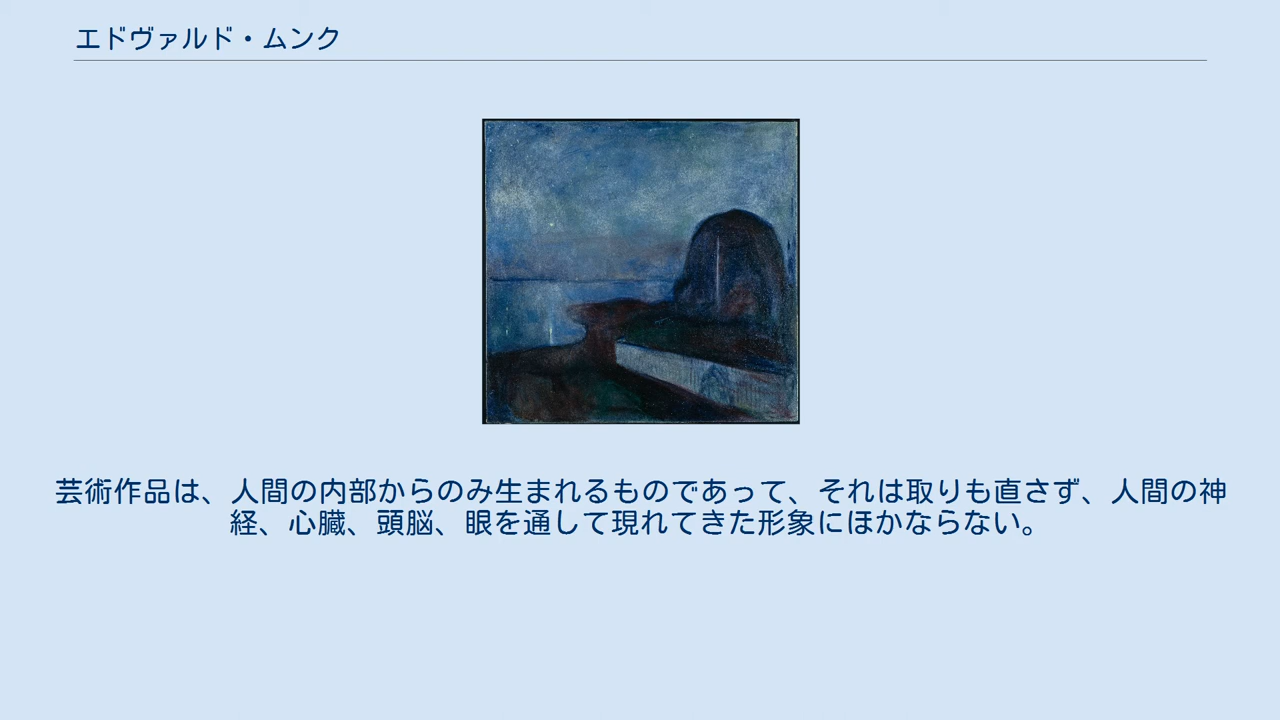 エドヴァルド・ムンク
芸術作品は、人間の内部からのみ生まれるものであって、それは取りも直さず、人間の神
経、心臓、頭脳、眼を通して現れてきた形象にほかならない。